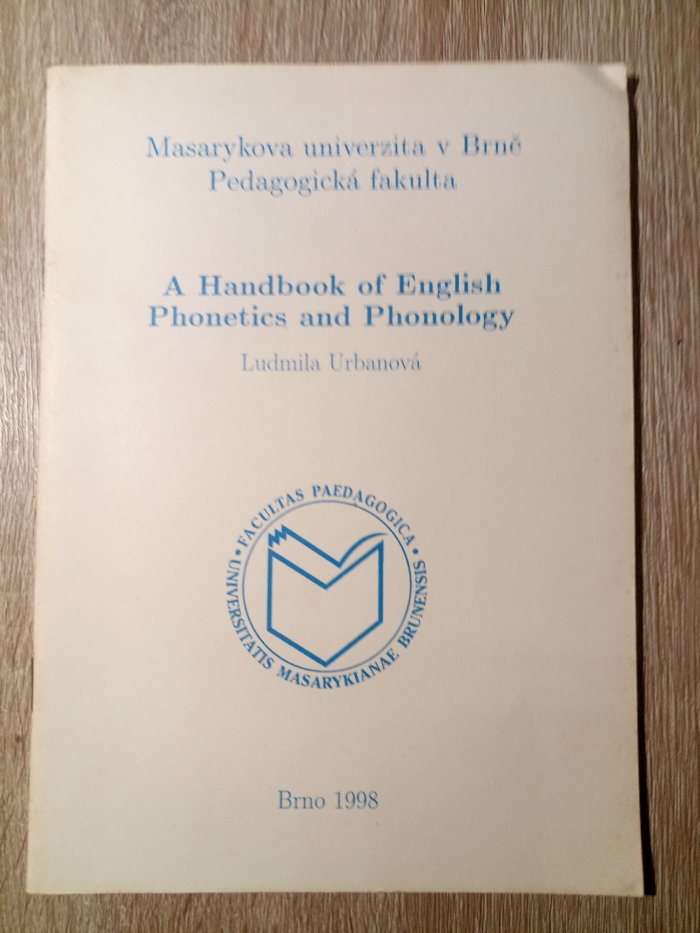 Masarykova univerzita v Brně
Pedagogická fakulta
A Handbook of English
Phonetics and Phonology
Ludmila Urbanová
FACULTAS PAEDAGOGICA • UNIVERSITATIS MASARYKIANAE BRUNENSIS •
Brno 1998